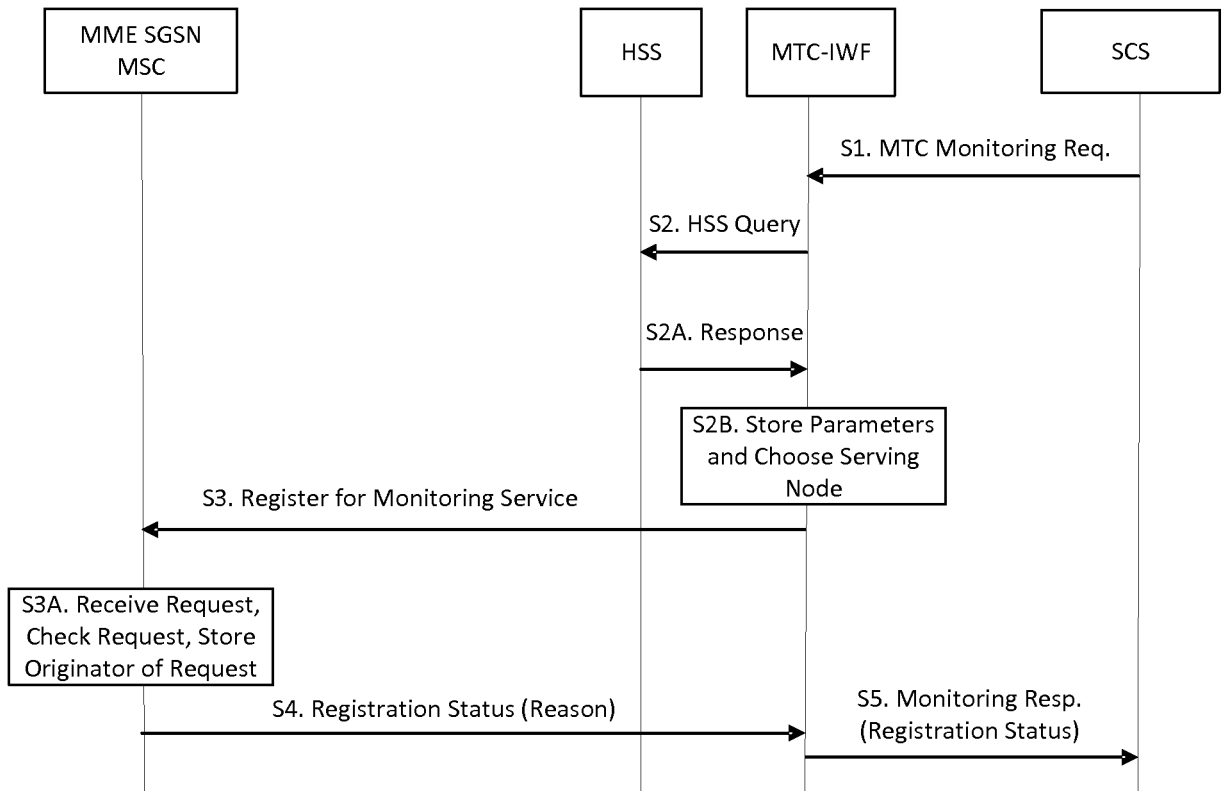 MME SGSN
MSC
HSS
MTC-IWF
SCS
S1. MTC Monitoring Req.
S2. HSS Query
S2A. Response
S2B. Store Parameters
and Choose Serving
Node
S3. Register for Monitoring Service
S3A. Receive Request,
Check Request, Store
Originator of Request
S4. Registration Status (Reason)
S5. Monitoring Resp.
(Registration Status)